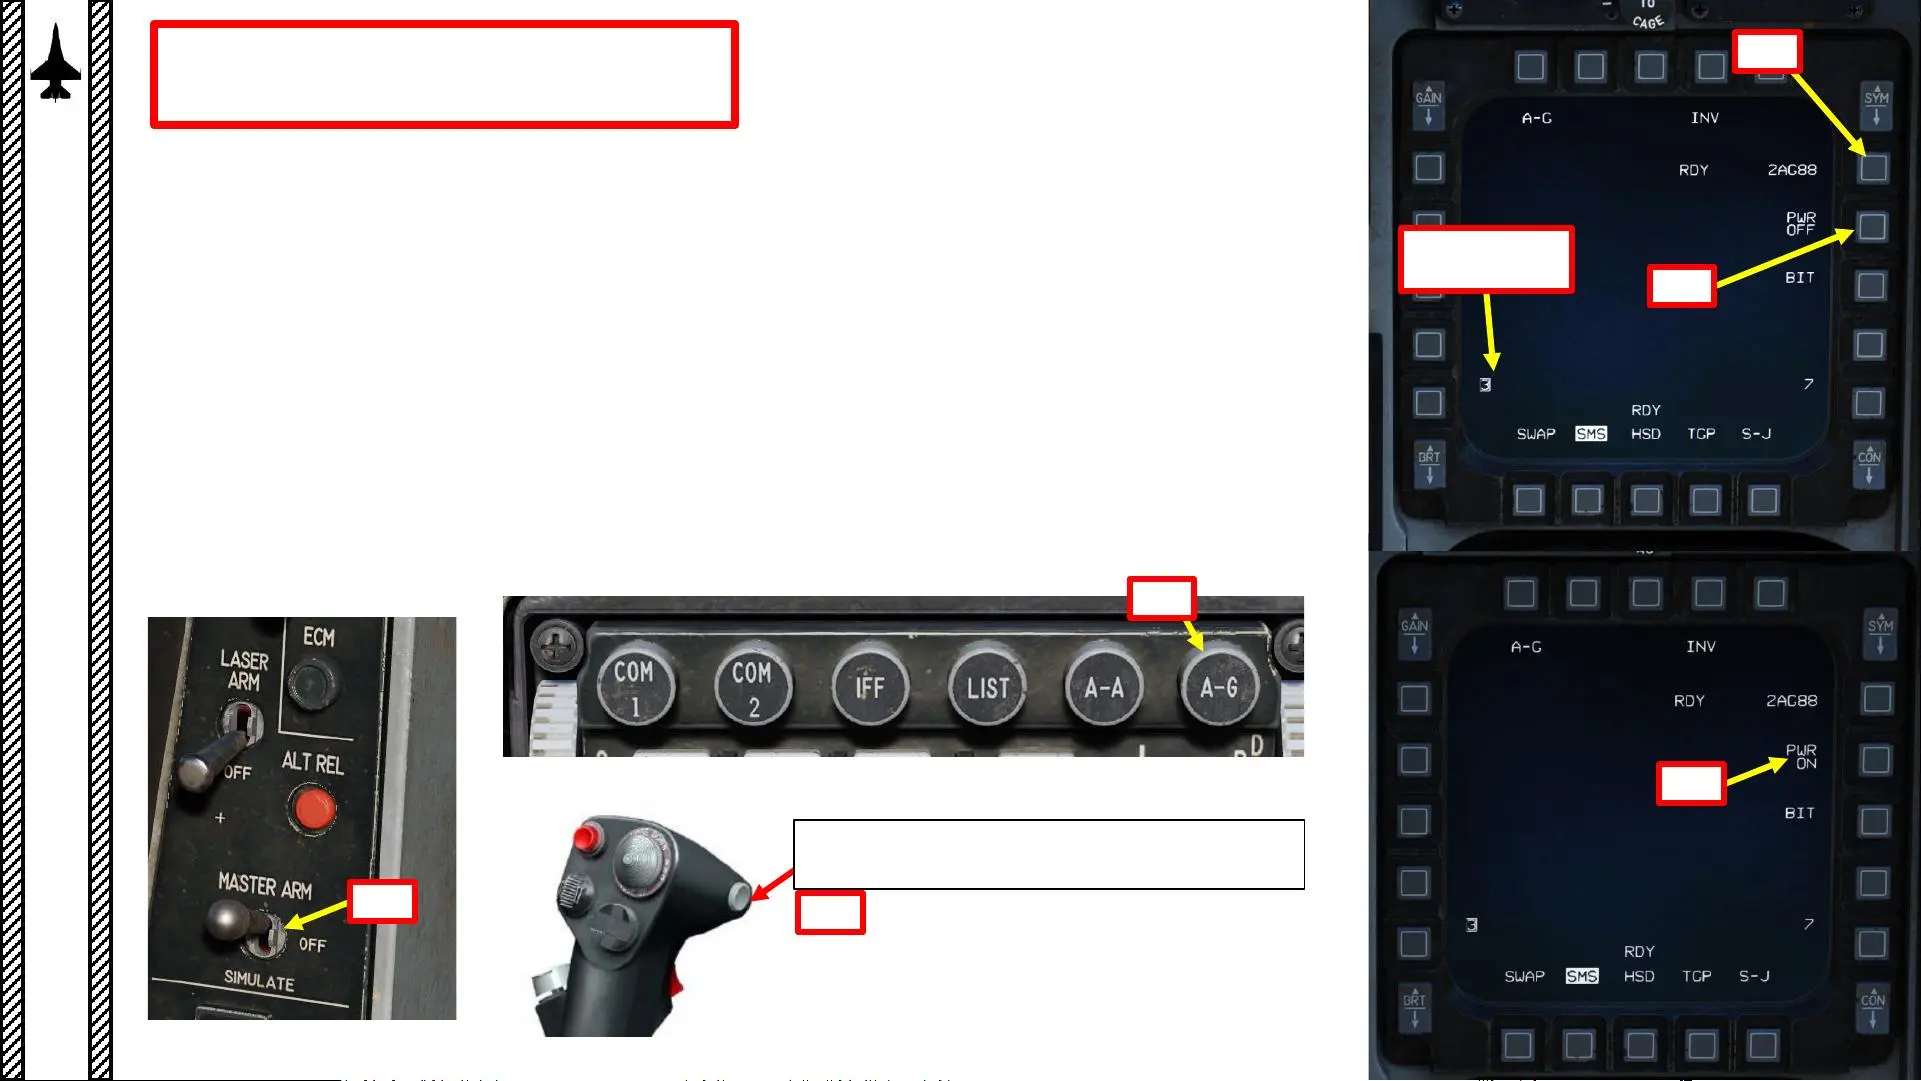 TO
CAGE
GAIN
SYM
A-G
INV
RDY
2AG88
PWR
OFF
BIT
3
7
RDY
SWAP
SMS
HSD
TGP
S-J
BRT
CON
ECM
LASER
ARM
OFF
ALT REL
+
MASTER ARM
OFF
SIMULATE
COM
1
COM
2
IFF
LIST
A-A
A-G
D
GAIN
SYM
A-G
INV
RDY
2AG88
PWR
ON
BIT
3
7
RDY
SWAP
SMS
HSD
TGP
S-J
BRT
CON